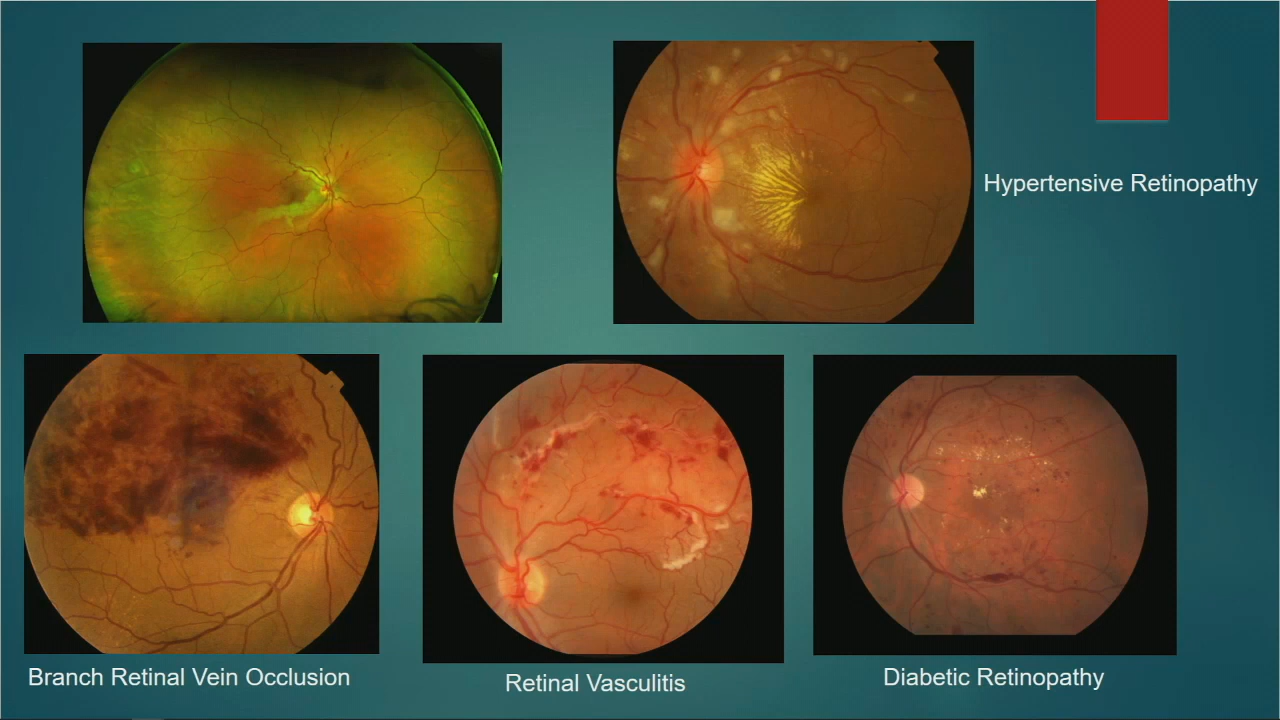 Hypertensive Retinopathy
Branch Retinal Vein Occlusion
Retinal Vasculitis
Diabetic Retinopathy